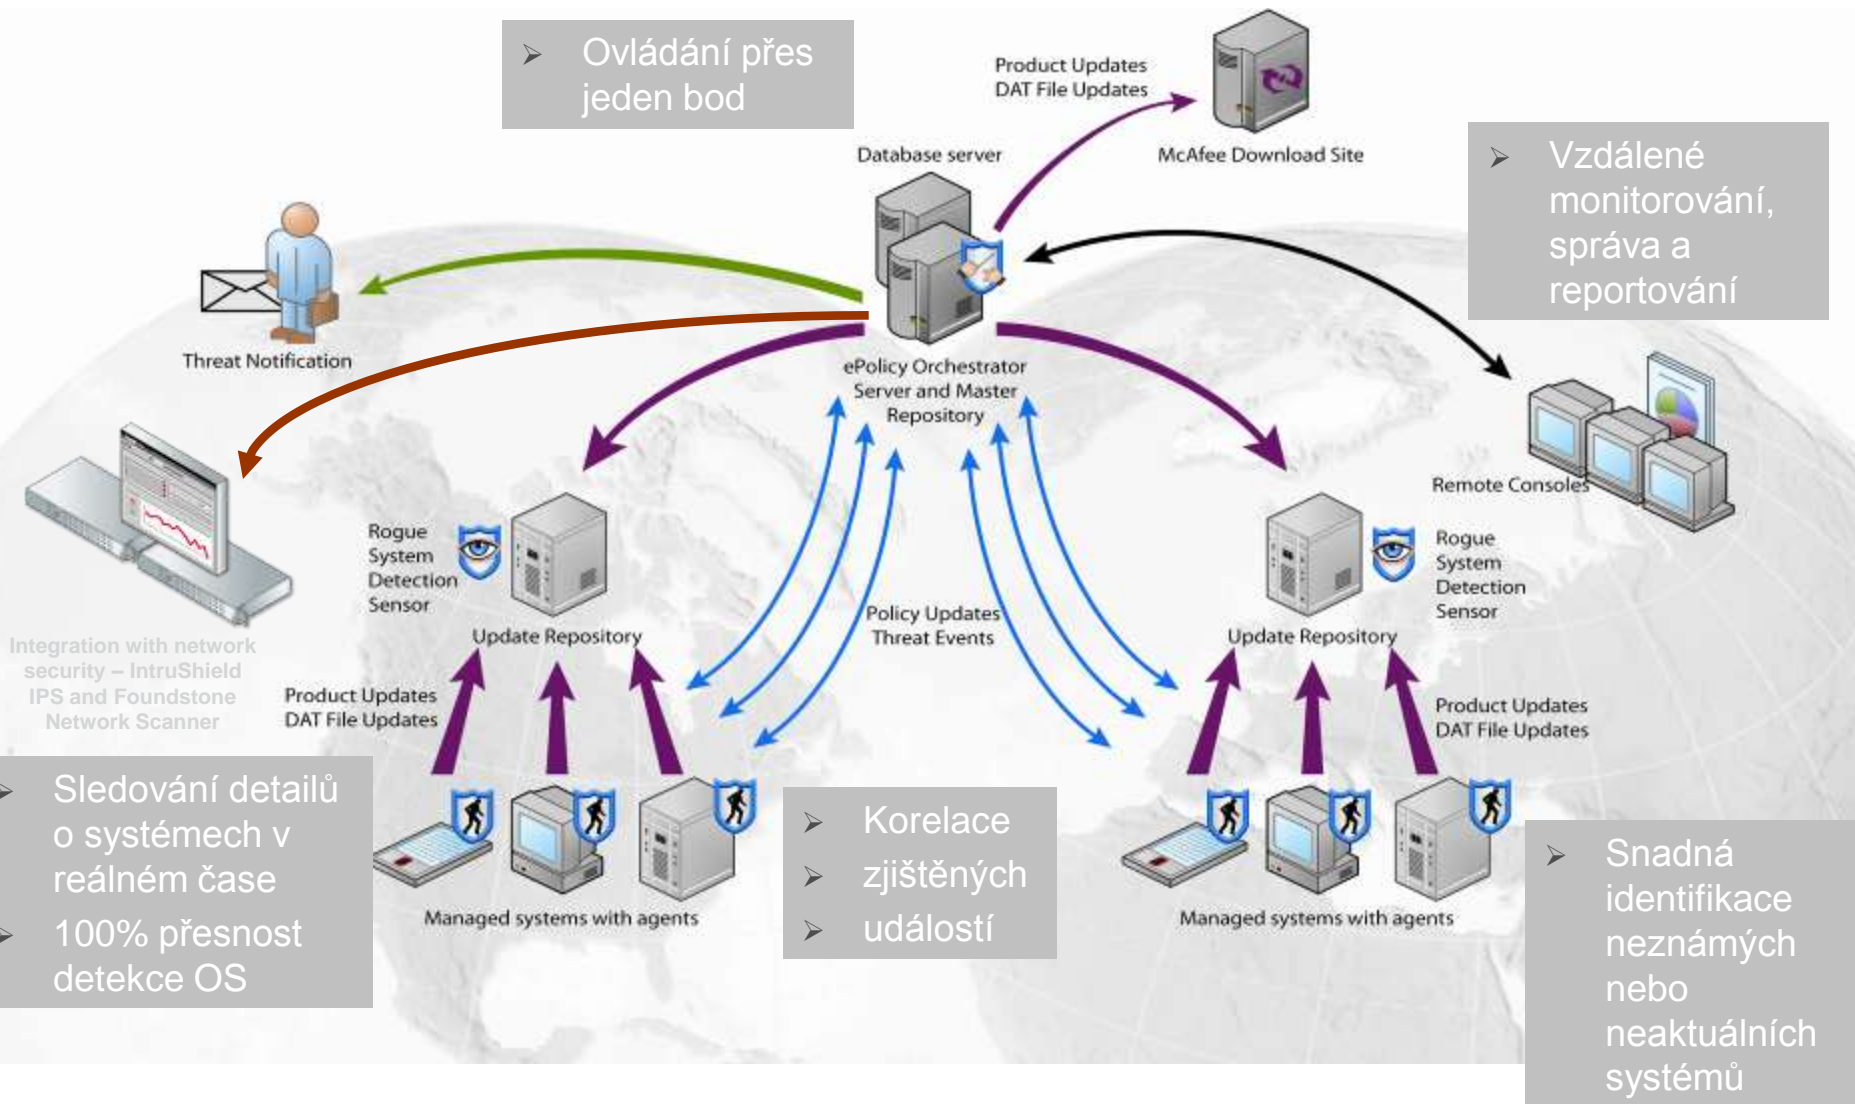 Ovládání přes
jeden bod
Product Updates
DAT File Updates
Database server
McAfee Download Site
Vzdálené
monitorování,
správa a
reportování
Threat Notification
ePolicy Orchestrator
Server and Master
Repository
Remote Consoles
Rogue
System
Detection
Sensor
Rogue
System
Detection
Sensor
Update Repository
Policy Updates
Threat Events
Update Repository
Integration with network
security – IntruShield
IPS and Foundstone
Network Scanner
Product Updates
DAT File Updates
Product Updates
DAT File Updates
Sledování detailů
o systémech v
reálném čase
100% přesnost
detekce OS
Managed systems with agents
Korelace
zjištěných
událostí
Managed systems with agents
Snadná
identifikace
neznámých
nebo
neaktuálních
systémů